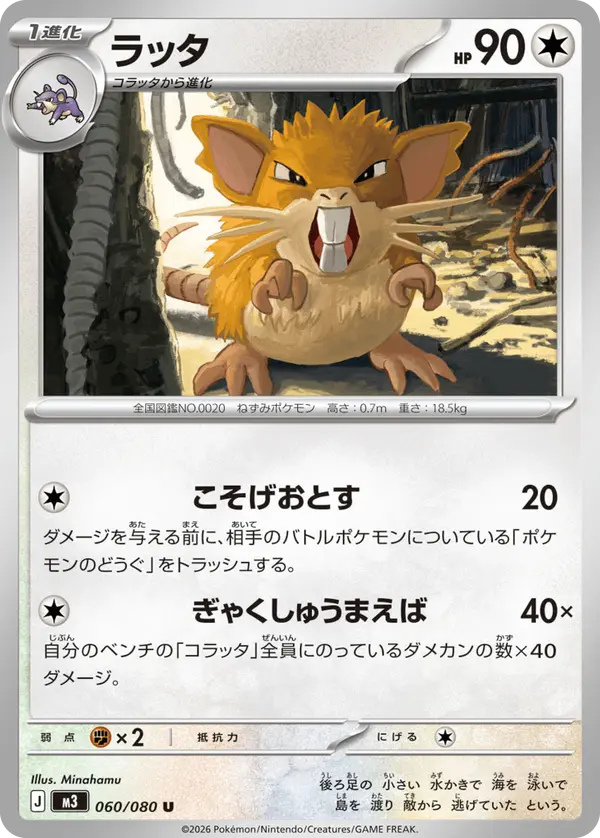 1進化
ラッタ
HP 90
コラッタから進化
全国図鑑NO.0020 ねずみポケモン 高さ:0.7m 重さ:18.5kg
こそげおとす 20
ダメージを与える前に、相手のバトルポケモンについている「ポケ
モンのどうぐ」をトラッシュする。
ぎゃくしゅうまえば 40×
自分のベンチの「コラッタ」全員にのっているダメカンの数×40
ダメージ。
弱点 ×2 抵抗力 にげる
Illus. Minahamu
J m3 060/080 U
後ろ足の 小さい 水かきで 海を 泳いで
島を 渡り 敵から 逃げていた という。
©2026 Pokémon/Nintendo/Creatures/GAME FREAK.